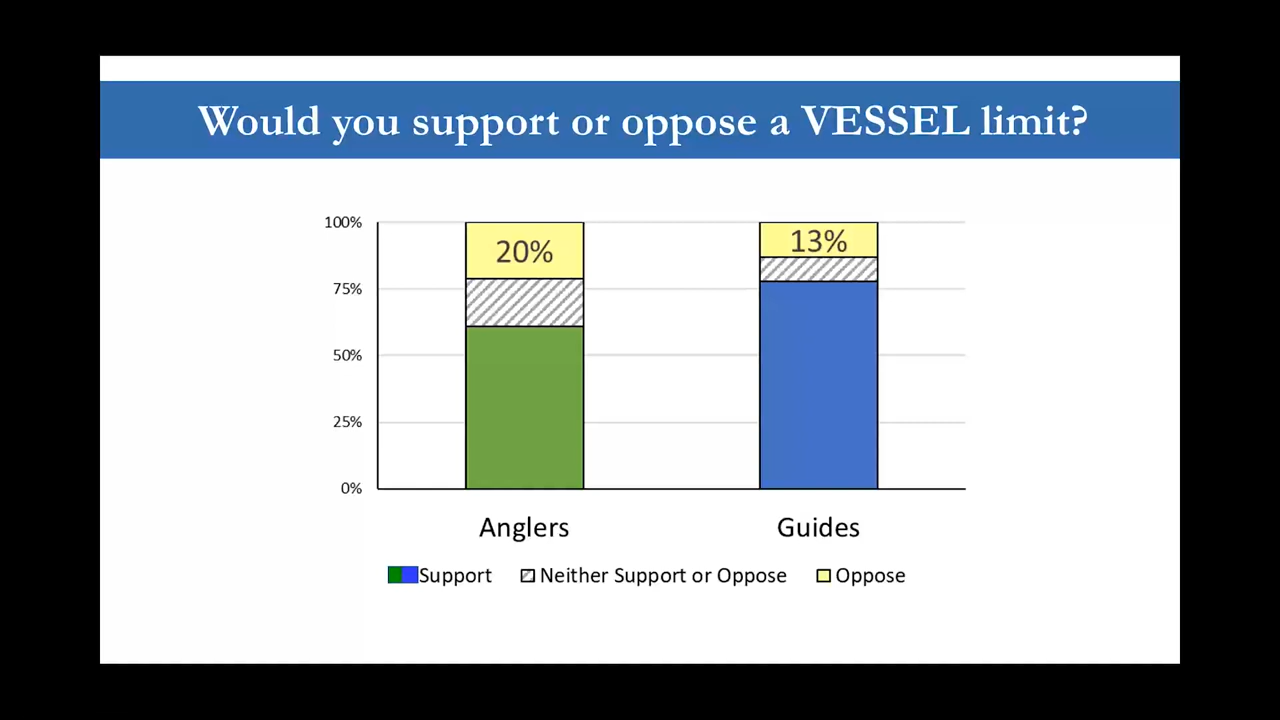 Would you support or oppose a VESSEL limit?
100%
75%
50%
25%
0%
20%
13%
Anglers
Guides
Support
Neither Support or Oppose
Oppose